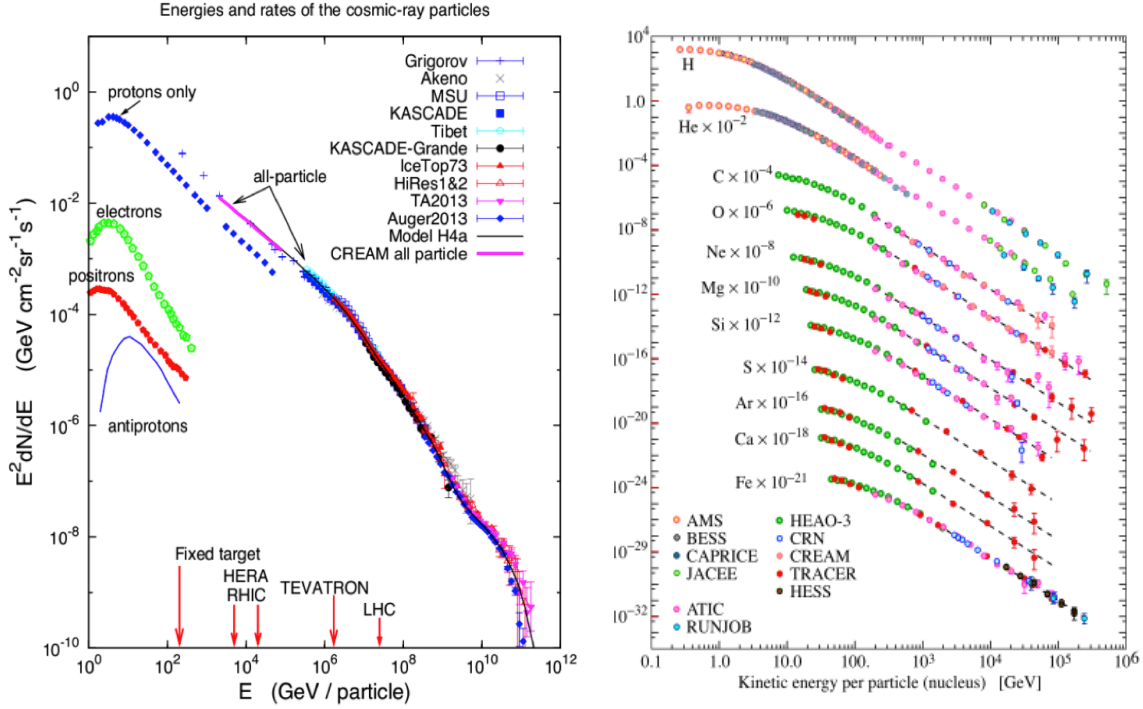 Energies and rates of the cosmic-ray particles
E²dN/dE (GeV cm⁻²sr⁻¹s⁻¹)
10⁰
10⁻²
10⁻⁴
10⁻⁶
10⁻⁸
10⁻¹⁰
protons only
all-particle
electrons
positrons
antiprotons
Grigorov
Akeno
MSU
KASCADE
Tibet
KASCADE-Grande
IceTop73
HiRes1&2
TA2013
Auger2013
Model H4a
CREAM all particle
Fixed target
HERA
RHIC
TEVATRON
LHC
10⁰ 10² 10⁴ 10⁶ 10⁸ 10¹⁰ 10¹²
E (GeV / particle)
10⁴
1.0
10⁻⁴
10⁻⁸
10⁻¹²
10⁻¹⁶
10⁻²⁰
10⁻²⁴
10⁻²⁹
10⁻³²
H
He × 10⁻²
C × 10⁻⁴
O × 10⁻⁶
Ne × 10⁻⁸
Mg × 10⁻¹⁰
Si × 10⁻¹²
S × 10⁻¹⁴
Ar × 10⁻¹⁶
Ca × 10⁻¹⁸
Fe × 10⁻²¹
AMS
BESS
CAPRICE
JACEE
ATIC
RUNJOB
HEAO-3
CRN
CREAM
TRACER
HESS
0.1 1.0 10.0 100. 10³ 10⁴ 10⁵ 10⁶
Kinetic energy per particle (nucleus) [GeV]